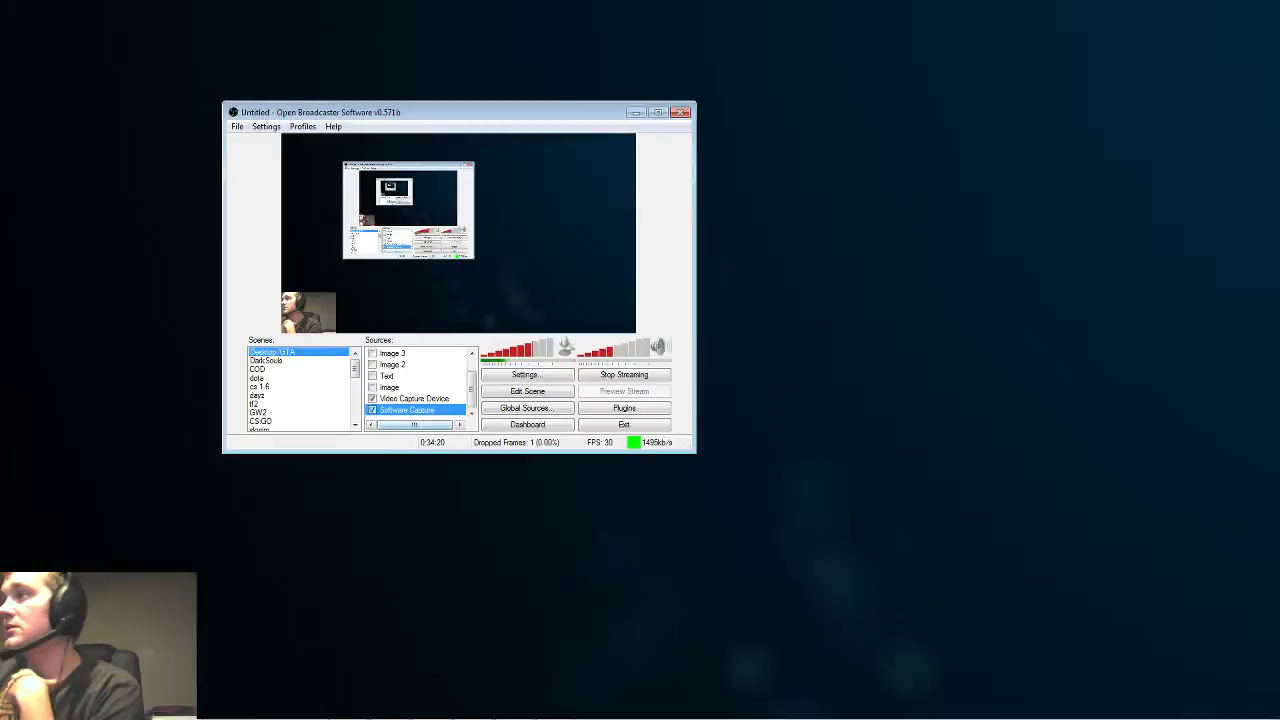 Untitled - Open Broadcaster Software v0.571b
File Settings Profiles Help
Scenes:
Desktop/GTA
DarkSouls
COD
dota
cs 1.6
dayz
tf2
GW2
CS:GO
skyrim
Sources:
Image 3
Image 2
Text
Image
Video Capture Device
Software Capture
Settings... Stop Streaming
Edit Scene Preview Stream
Global Sources... Plugins
Dashboard Exit
0:34:20 Dropped Frames: 1 (0.00%) FPS: 30 1495kb/s